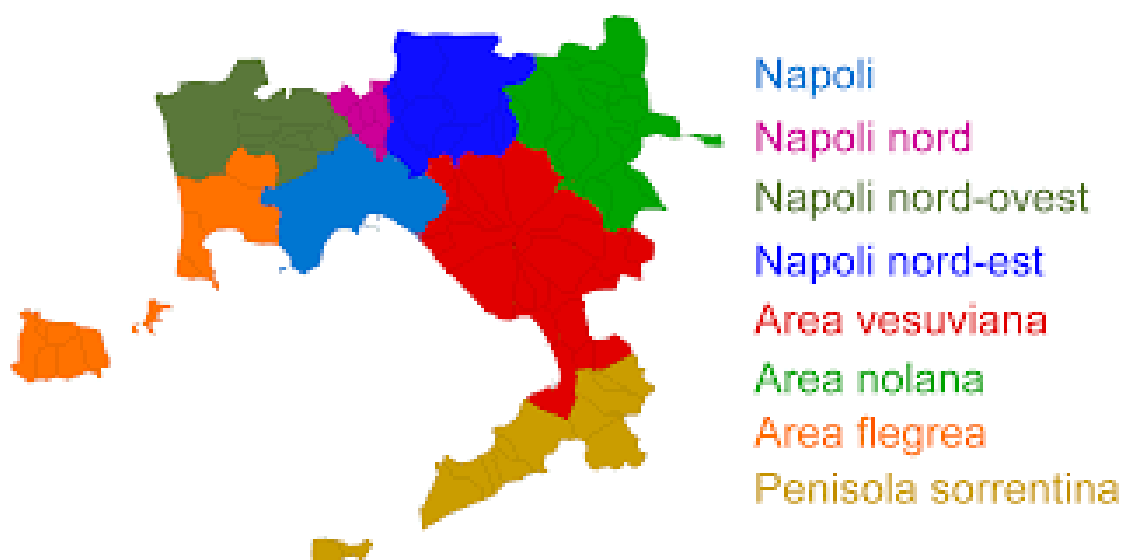 Napoli
Napoli nord
Napoli nord-ovest
Napoli nord-est
Area vesuviana
Area nolana
Area flegrea
Penisola sorrentina